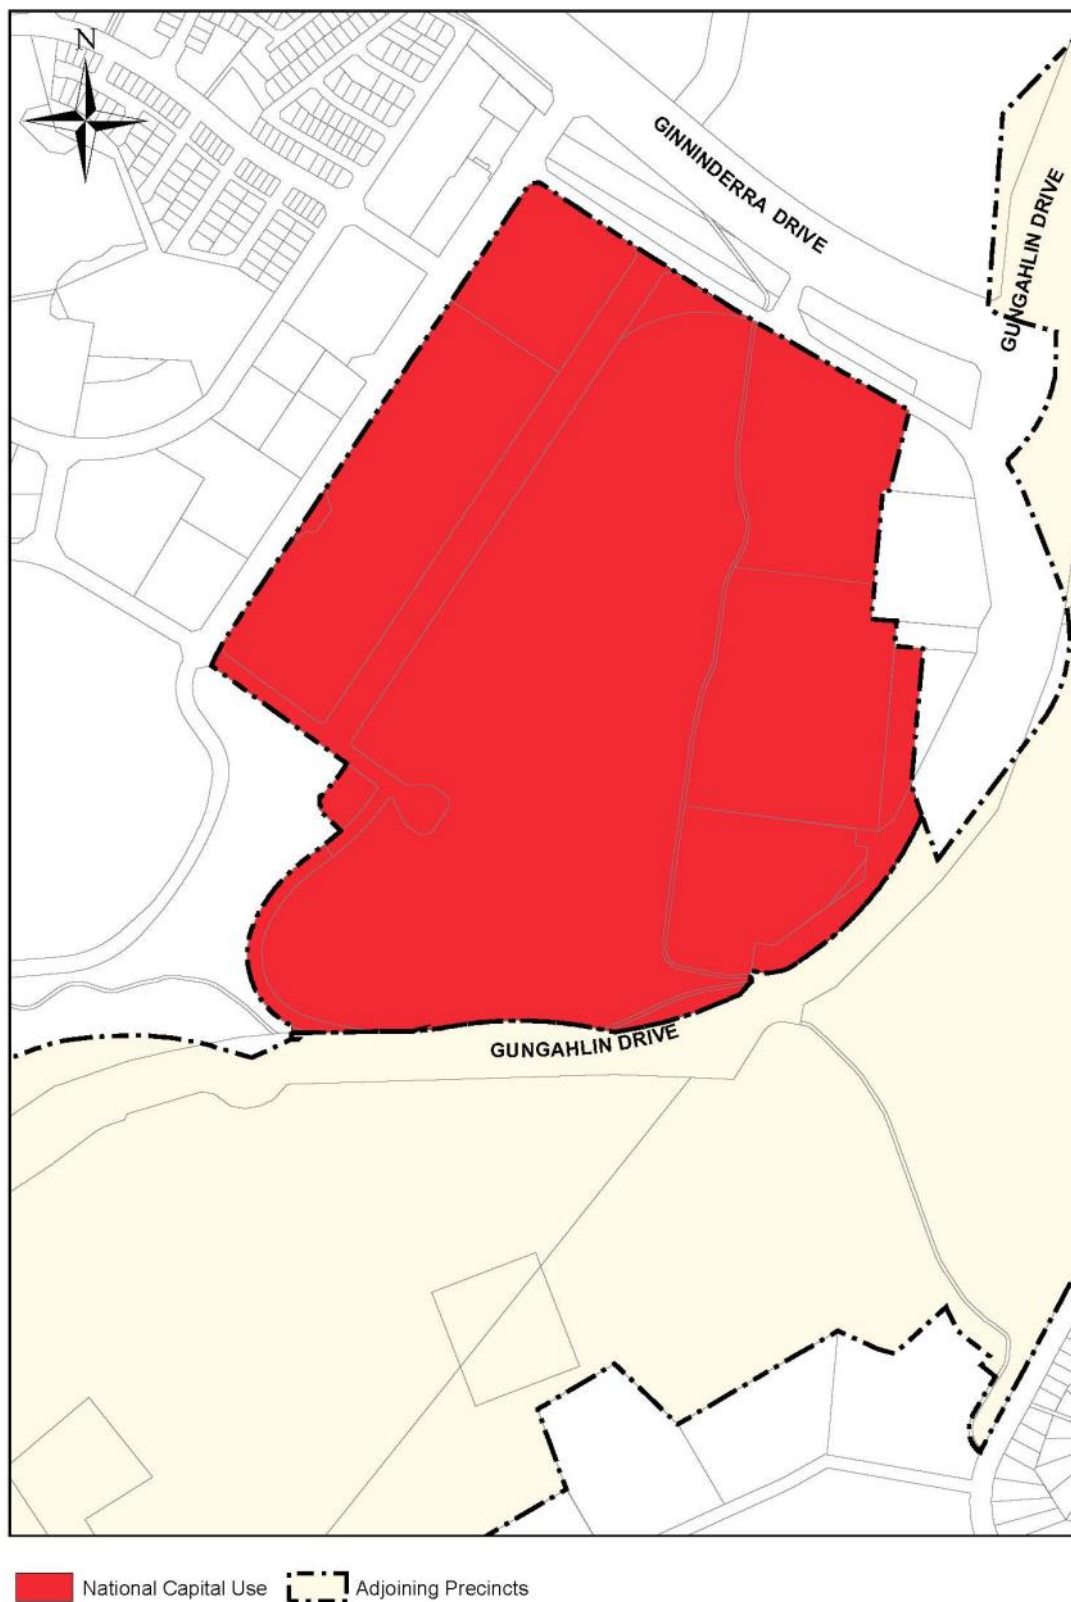 N
GINNINDERRA DRIVE
GUNGAHLIN DRIVE
GUNGAHLIN DRIVE
National Capital Use
Adjoining Precincts